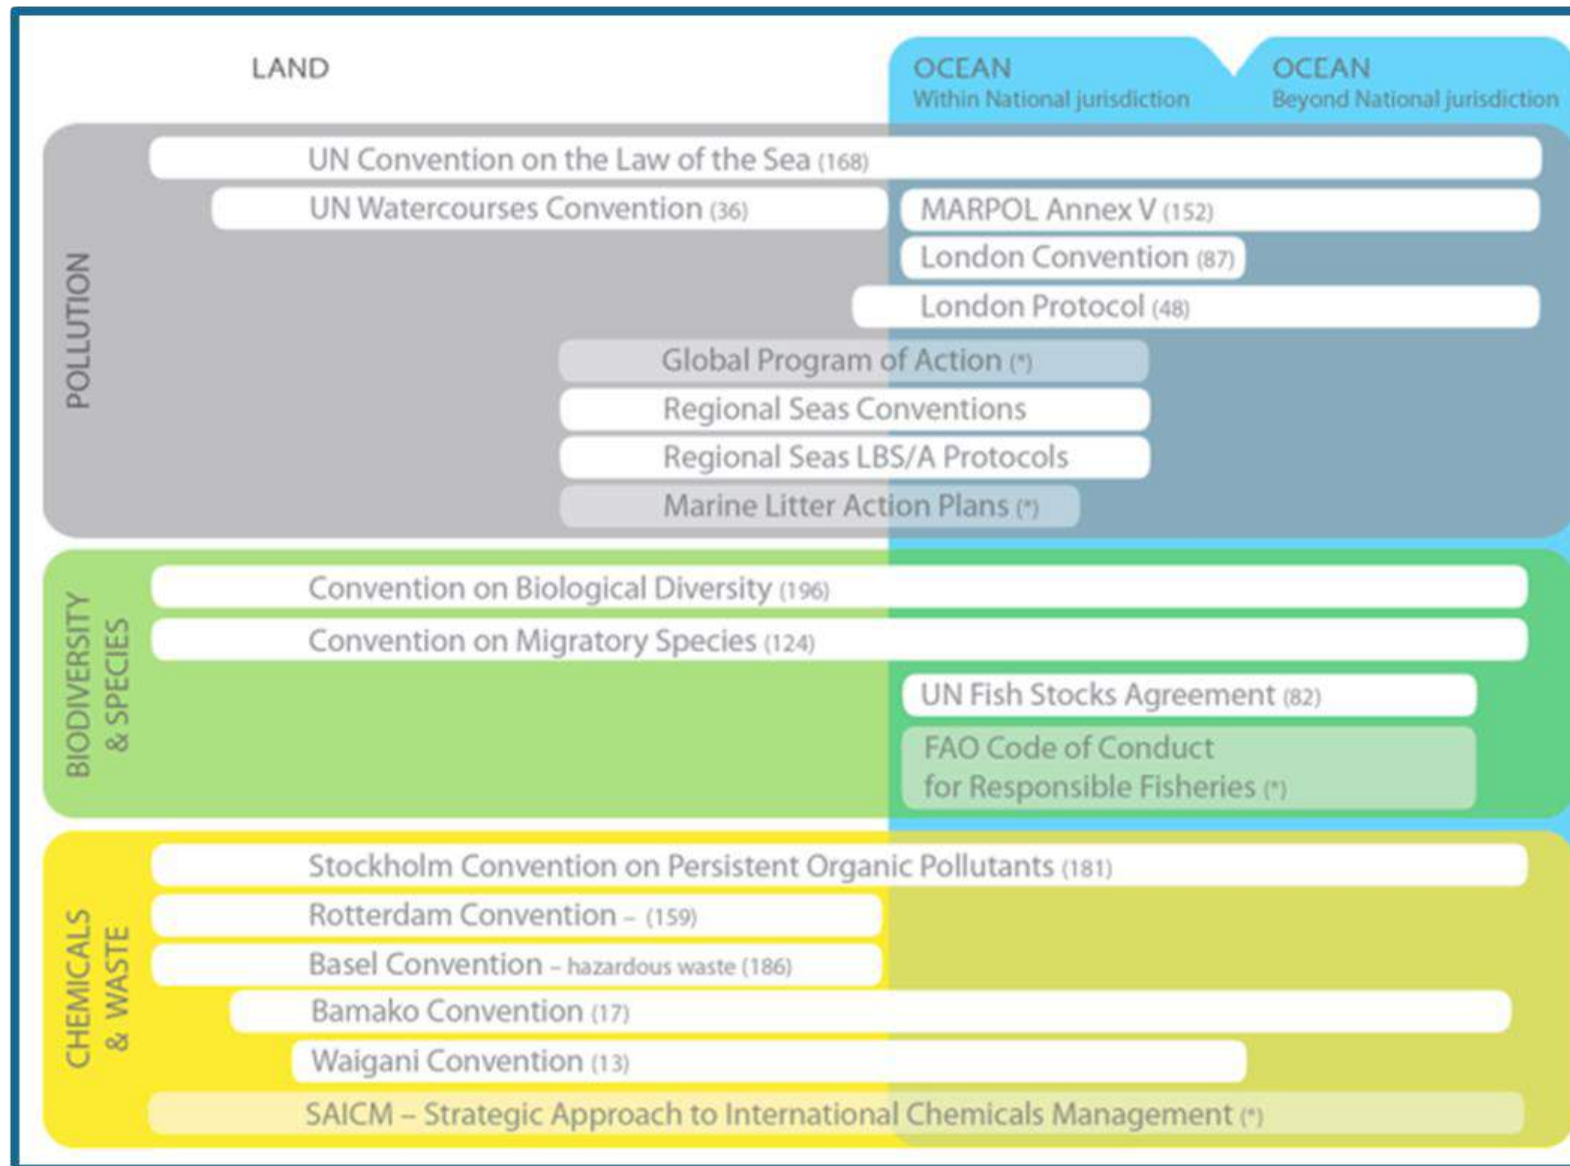 LAND
OCEAN
Within National jurisdiction
OCEAN
Beyond National jurisdiction
POLLUTION
UN Convention on the Law of the Sea (168)
UN Watercourses Convention (36)
MARPOL Annex V (152)
London Convention (87)
London Protocol (48)
Global Program of Action (*)
Regional Seas Conventions
Regional Seas LBS/A Protocols
Marine Litter Action Plans (*)
BIODIVERSITY
& SPECIES
Convention on Biological Diversity (196)
Convention on Migratory Species (124)
UN Fish Stocks Agreement (82)
FAO Code of Conduct
for Responsible Fisheries (*)
CHEMICALS
& WASTE
Stockholm Convention on Persistent Organic Pollutants (181)
Rotterdam Convention – (159)
Basel Convention – hazardous waste (186)
Bamako Convention (17)
Waigani Convention (13)
SAICM – Strategic Approach to International Chemicals Management (*)